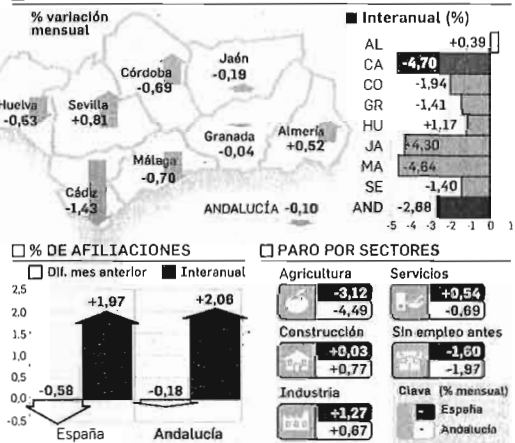 % variación
mensual
Jaén
-0,19
Córdoba
-0,69
Huelva
-0,63
Sevilla
+0,81
Granada
-0,04
Almería
+0,52
Málaga
-0,70
Cádiz
-1,43
ANDALUCÍA -0,10
Interanual (%)
AL +0,39
CA -4,70
CO -1,94
GR -1,41
HU +1,17
JA -4,30
MA -4,64
SE -1,40
AND -2,68
-5 -4 -3 -2 -1 0 1
% DE AFILIACIONES
Dif. mes anterior Interanual
2,5
2,0
1,5
1,0
0,5
0,0
-0,5
+1,97
+2,06
-0,58
-0,18
España Andalucía
PARO POR SECTORES
Agricultura Servicios
-3,12 +0,54
-4,49 -0,69
Construcción Sin empleo antes
+0,03 -1,60
+0,77 -1,97
Industria Clava (% mensual)
+1,27 España
+0,67 Andalucía